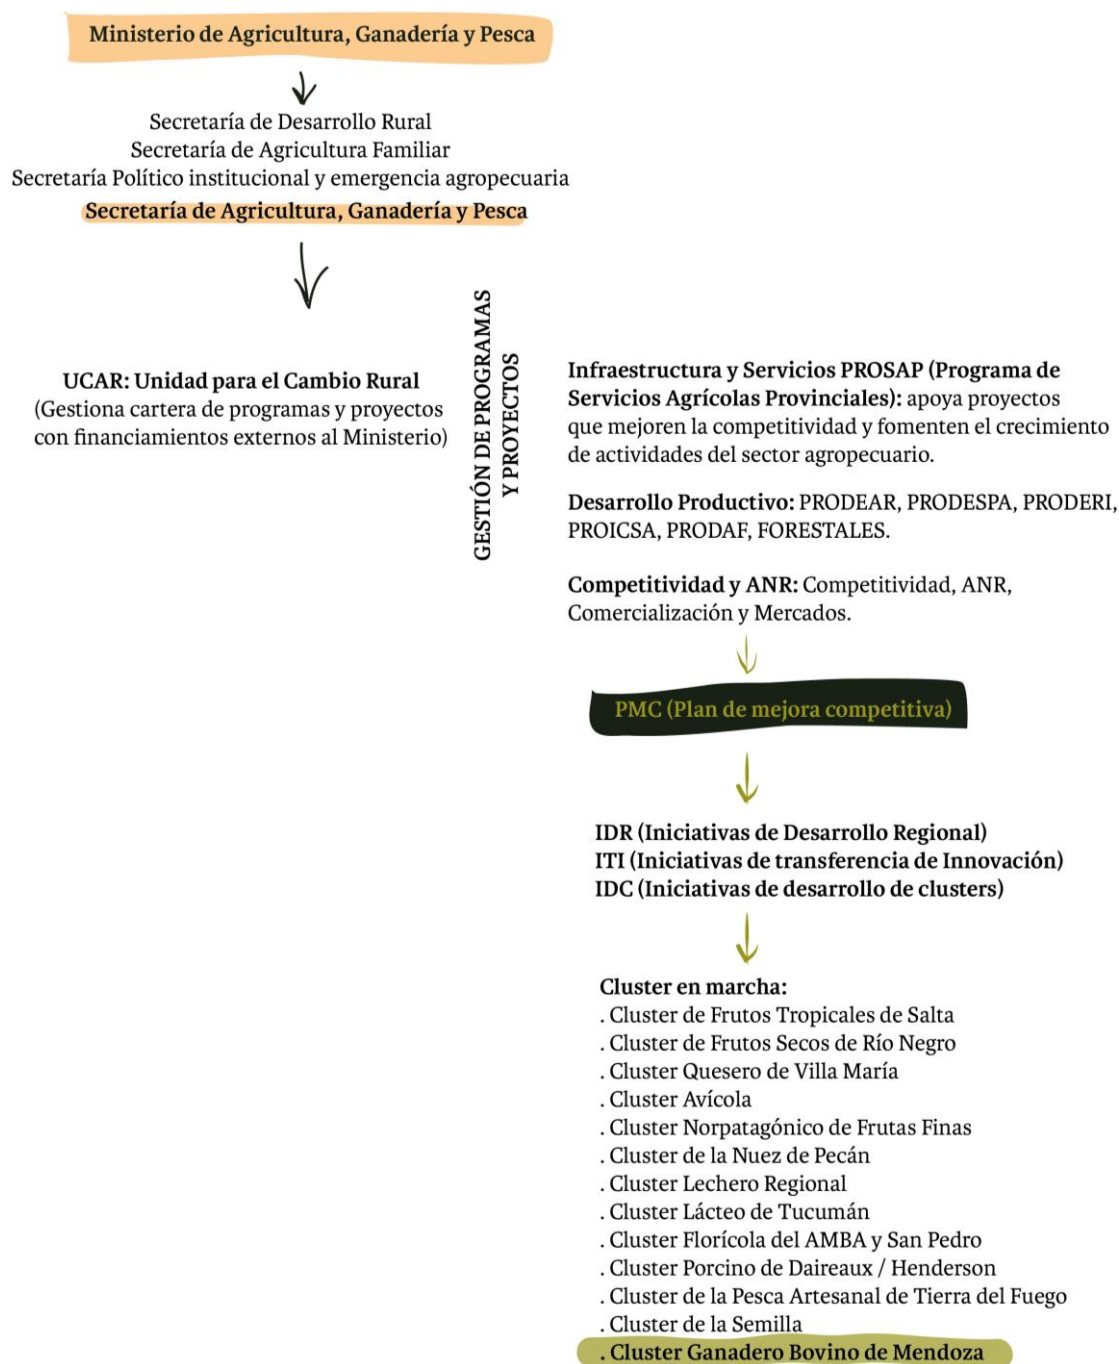 Ministerio de Agricultura, Ganadería y Pesca
Secretaría de Desarrollo Rural
Secretaría de Agricultura Familiar
Secretaría Político institucional y emergencia agropecuaria
Secretaría de Agricultura, Ganadería y Pesca
UCAR: Unidad para el Cambio Rural
(Gestiona cartera de programas y proyectos
con financiamientos externos al Ministerio)
GESTIÓN DE PROGRAMAS
Y PROYECTOS
Infraestructura y Servicios PROSAP (Programa de
Servicios Agrícolas Provinciales): apoya proyectos
que mejoren la competitividad y fomenten el crecimiento
de actividades del sector agropecuario.
Desarrollo Productivo: PRODEAR, PRODESPA, PRODERI,
PROICSA, PRODAF, FORESTALES.
Competitividad y ANR: Competitividad, ANR,
Comercialización y Mercados.
PMC (Plan de mejora competitiva)
IDR (Iniciativas de Desarrollo Regional)
ITI (Iniciativas de transferencia de Innovación)
IDC (Iniciativas de desarrollo de clusters)
Cluster en marcha:
. Cluster de Frutos Tropicales de Salta
. Cluster de Frutos Secos de Río Negro
. Cluster Quesero de Villa María
. Cluster Avícola
. Cluster Norpatagónico de Frutas Finas
. Cluster de la Nuez de Pecán
. Cluster Lechero Regional
. Cluster Lácteo de Tucumán
. Cluster Florícola del AMBA y San Pedro
. Cluster Porcino de Daireaux / Henderson
. Cluster de la Pesca Artesanal de Tierra del Fuego
. Cluster de la Semilla
. Cluster Ganadero Bovino de Mendoza